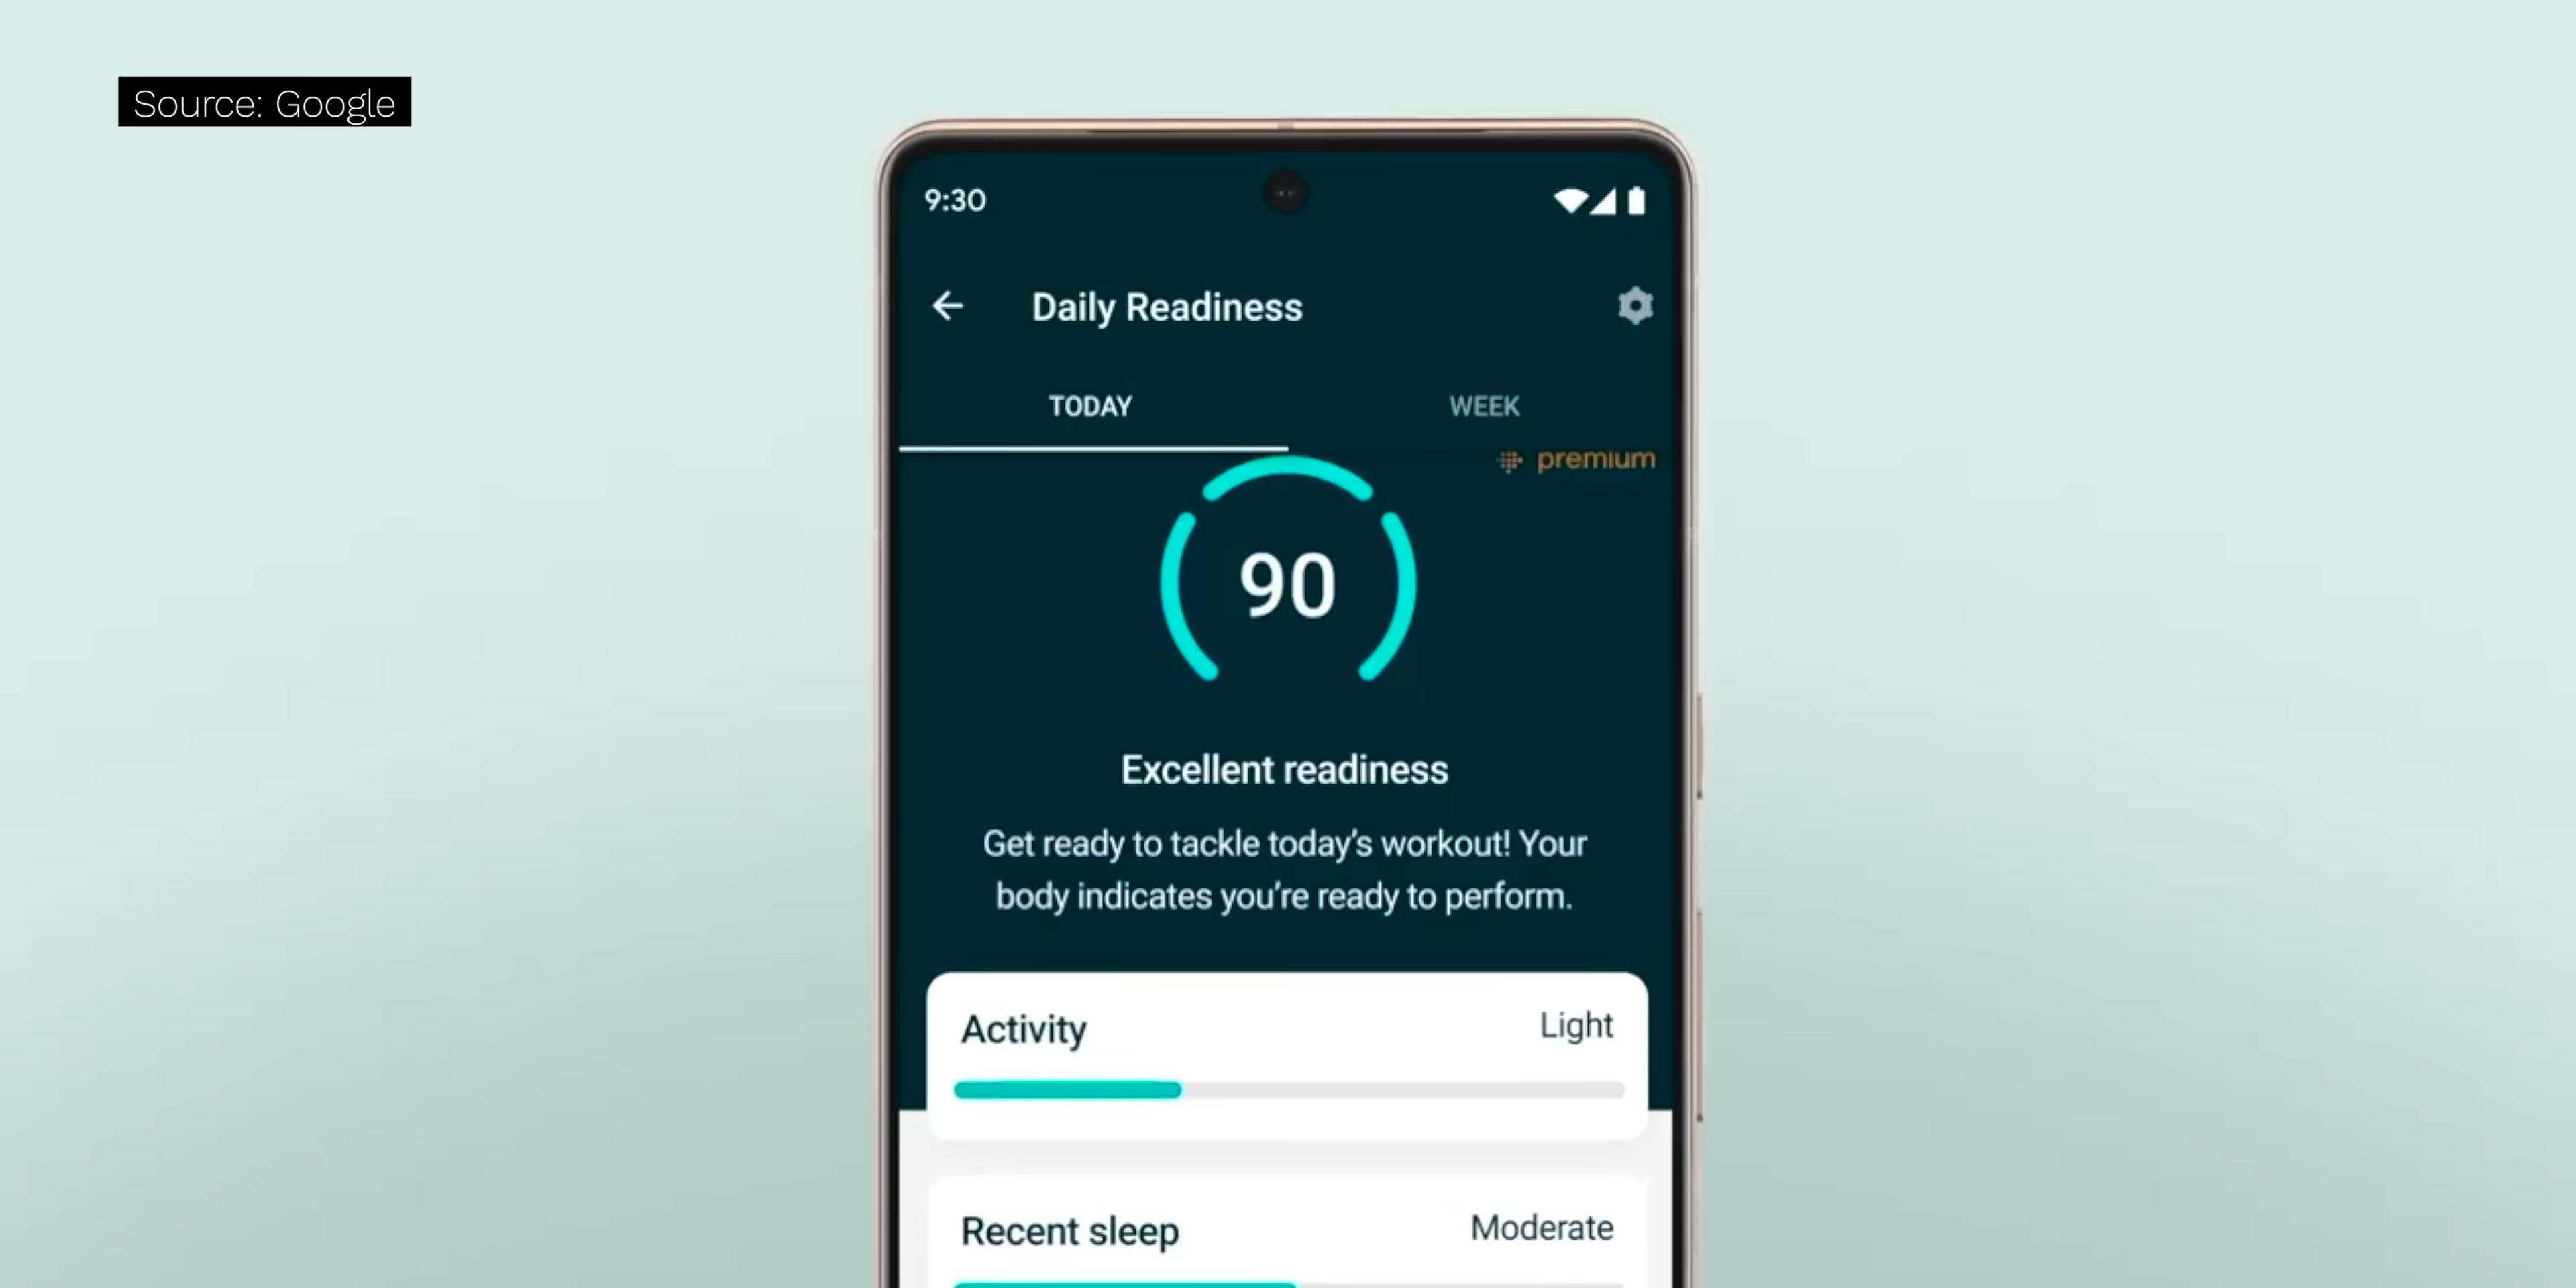 Source: Google
9:30
Daily Readiness
TODAY WEEK
premium
90
Excellent readiness
Get ready to tackle today's workout! Your
body indicates you're ready to perform.
Activity Light
Recent sleep Moderate